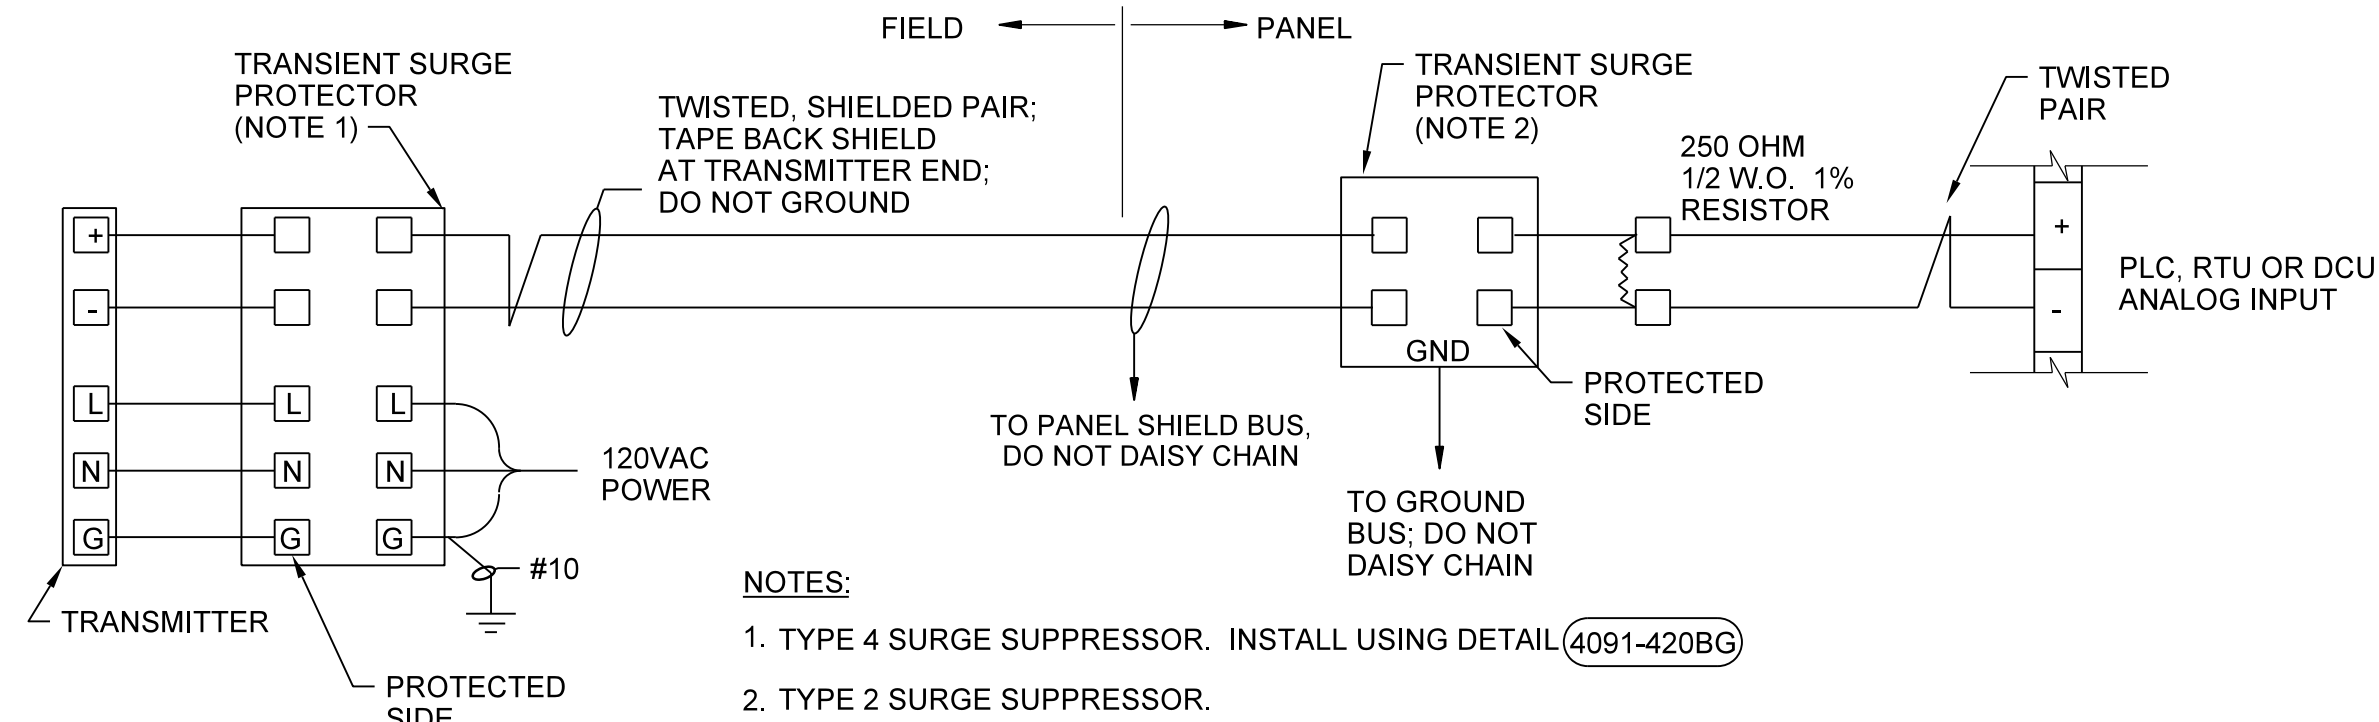 FIELD
PANEL
TRANSIENT SURGE
PROTECTOR
(NOTE 1)
TWISTED, SHIELDED PAIR;
TAPE BACK SHIELD
AT TRANSMITTER END;
DO NOT GROUND
TRANSIENT SURGE
PROTECTOR
(NOTE 2)
TWISTED
PAIR
250 OHM
1/2 W.O. 1%
RESISTOR
+
-
L
N
G
L
N
G
L
N
G
GND
+
-
PLC, RTU OR DCU
ANALOG INPUT
PROTECTED
SIDE
TO PANEL SHIELD BUS,
DO NOT DAISY CHAIN
120VAC
POWER
TO GROUND
BUS; DO NOT
DAISY CHAIN
#10
TRANSMITTER
PROTECTED
SIDE
NOTES:
1. TYPE 4 SURGE SUPPRESSOR. INSTALL USING DETAIL 4091-420BG
2. TYPE 2 SURGE SUPPRESSOR.